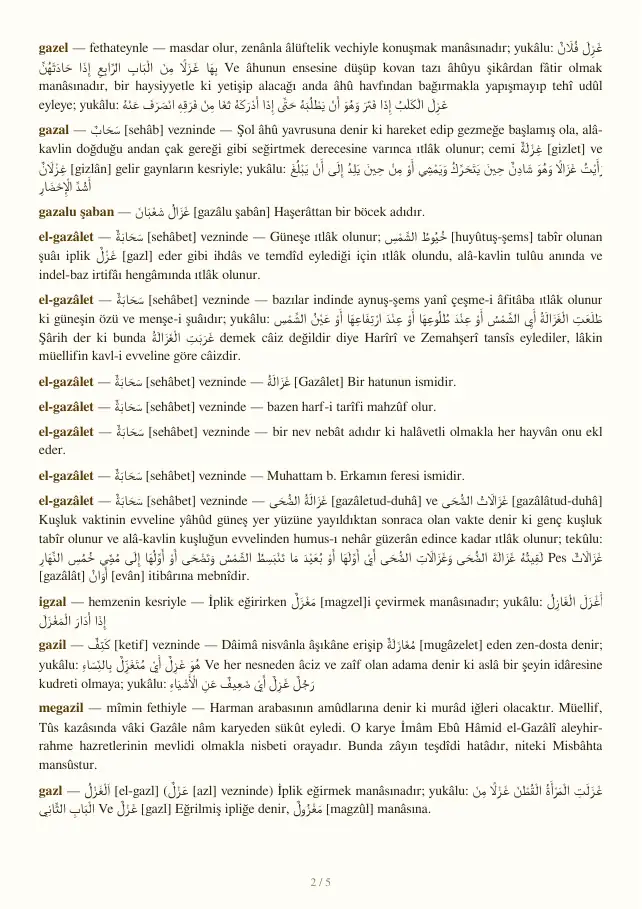 gazel — fethateynle — masdar olur, zenânla âlüftelik vechiyle konuşmak manâsınadır; yukâlu: غَزِلَ فُلَانٌ
بِهَا غَزَلًا مِنَ الْبَابِ الرَّابِعِ إِذَا حَادَثَهُنَّ Ve âhunun ensesine düşüp kovan tazı âhûyu şikârdan fâtir olmak
manâsınadır, bir haysiyyetle ki yetişip alacağı anda âhû havfından bağırmakla yapışmayıp tehî udûl
eyleye; yukâlu: غَزِلَ الْكَلْبُ إِذَا فَتَرَ وَهُوَ أَنْ يَطْلُبَهُ حَتَّى إِذَا أَدْرَكَهُ ثَغَا مِنْ فَرَقِهِ انْصَرَفَ عَنْهُ
gazal — سَحَابٌ [sehâb] vezninde — Şol âhû yavrusuna denir ki hareket edip gezmeğe başlamış ola, alâ-
kavlin doğduğu andan çak gereği gibi seğirtmek derecesine varınca ıtlâk olunur; cemi غِزْلَةٌ [gizlet] ve
غِزْلَانٌ [gizlân] gelir gaynların kesriyle; yukâlu: رَأَيْتُ غَزَالًا وَهُوَ شَادِنٌ حِينَ يَتَحَرَّكُ وَيَمْشِي أَوْ مِنْ حِينَ يَلِدُ إِلَى أَنْ يَبْلُغَ
أَشُدَّ الْإِحْضَارِ
gazalu şaban — غَزَالُ شَعْبَانَ [gazâlu şabân] Haşerâttan bir böcek adıdır.
el-gazâlet — سَحَابَةٌ [sehâbet] vezninde — Güneşe ıtlâk olunur; خُيُوطُ الشَّمْسِ [huyûtuş-şems] tabîr olunan
şuâı iplik غَزْلٌ [gazl] eder gibi ihdâs ve temdîd eylediği için ıtlâk olundu, alâ-kavlin tulûu anında ve
indel-baz irtifâı hengâmında ıtlâk olunur.
el-gazâlet — سَحَابَةٌ [sehâbet] vezninde — bazılar indinde aynuş-şems yanî çeşme-i âfitâba ıtlâk olunur
ki güneşin özü ve menşe-i şuâıdır; yukâlu: طَلَعَتِ الْغَزَالَةُ أَيِ الشَّمْسُ أَوْ عِنْدَ طُلُوعِهَا أَوْ عِنْدَ ارْتِفَاعِهَا أَوْ عَيْنُ الشَّمْسِ
Şârih der ki bunda غَرَبَتِ الْغَزَالَةُ demek câiz değildir diye Harîrî ve Zemahşerî tansîs eylediler, lâkin
müellifin kavl-i evveline göre câizdir.
el-gazâlet — سَحَابَةٌ [sehâbet] vezninde — غَزَالَةُ [Gazâlet] Bir hatunun ismidir.
el-gazâlet — سَحَابَةٌ [sehâbet] vezninde — bazen harf-i tarîfi mahzûf olur.
el-gazâlet — سَحَابَةٌ [sehâbet] vezninde — bir nev nebât adıdır ki halâvetli olmakla her hayvân onu ekl
eder.
el-gazâlet — سَحَابَةٌ [sehâbet] vezninde — Muhattam b. Erkamın feresi ismidir.
el-gazâlet — سَحَابَةٌ [sehâbet] vezninde — غَزَالَةُ الضُّحَى [gazâletud-duhâ] ve غَزَالَاتُ الضُّحَى [gazâlâtud-duhâ]
Kuşluk vaktinin evveline yâhûd güneş yer yüzüne yayıldıktan sonraca olan vakte denir ki genç kuşluk
tabîr olunur ve alâ-kavlin kuşluğun evvelinden humus-ı nehâr güzerân edince kadar ıtlâk olunur; tekûlu:
لَقِيتُهُ غَزَالَةَ الضُّحَى وَغَزَالَاتِ الضُّحَى أَيْ أَوَّلَهَا أَوْ بُعَيْدَ مَا تَنْبَسِطُ الشَّمْسُ وَتَضْحَى أَوْ أَوَّلَهَا إِلَى مُضِيِّ خُمُسِ النَّهَارِ Pes غَزَالَاتٌ
[gazâlât] أَوَانٌ [evân] itibârına mebnîdir.
igzal — hemzenin kesriyle — İplik eğirirken مَغْزَلٌ [magzel]i çevirmek manâsınadır; yukâlu: أَغْزَلَ الْغَازِلُ
إِذَا أَدَارَ الْمَغْزَلَ
gazil — كَتِفٌ [ketif] vezninde — Dâimâ nisvânla âşıkâne erişip مُغَازَلَةٌ [mugâzelet] eden zen-dosta denir;
yukâlu: هُوَ غَزِلٌ أَيْ مُتَغَزِّلٌ بِالنِّسَاءِ Ve her nesneden âciz ve zaîf olan adama denir ki aslâ bir şeyin idâresine
kudreti olmaya; yukâlu: رَجُلٌ غَزِلٌ أَيْ ضَعِيفٌ عَنِ الْأَشْيَاءِ
megazil — mîmin fethiyle — Harman arabasının amûdlarına denir ki murâd iğleri olacaktır. Müellif,
Tûs kazâsında vâki Gazâle nâm karyeden sükût eyledi. O karye İmâm Ebû Hâmid el-Gazâlî aleyhir-
rahme hazretlerinin mevlidi olmakla nisbeti orayadır. Bunda zâyın teşdîdi hatâdır, niteki Misbâhta
mansûstur.
gazl — اَلْغَزْلُ [el-gazl] (عَزْلٌ [azl] vezninde) İplik eğirmek manâsınadır; yukâlu: غَزَلَتِ الْمَرْأَةُ الْقُطْنَ غَزْلًا مِنَ
الْبَابِ الثَّانِي Ve غَزْلٌ [gazl] Eğrilmiş ipliğe denir, مَغْزُولٌ [magzûl] manâsına.
2 / 5